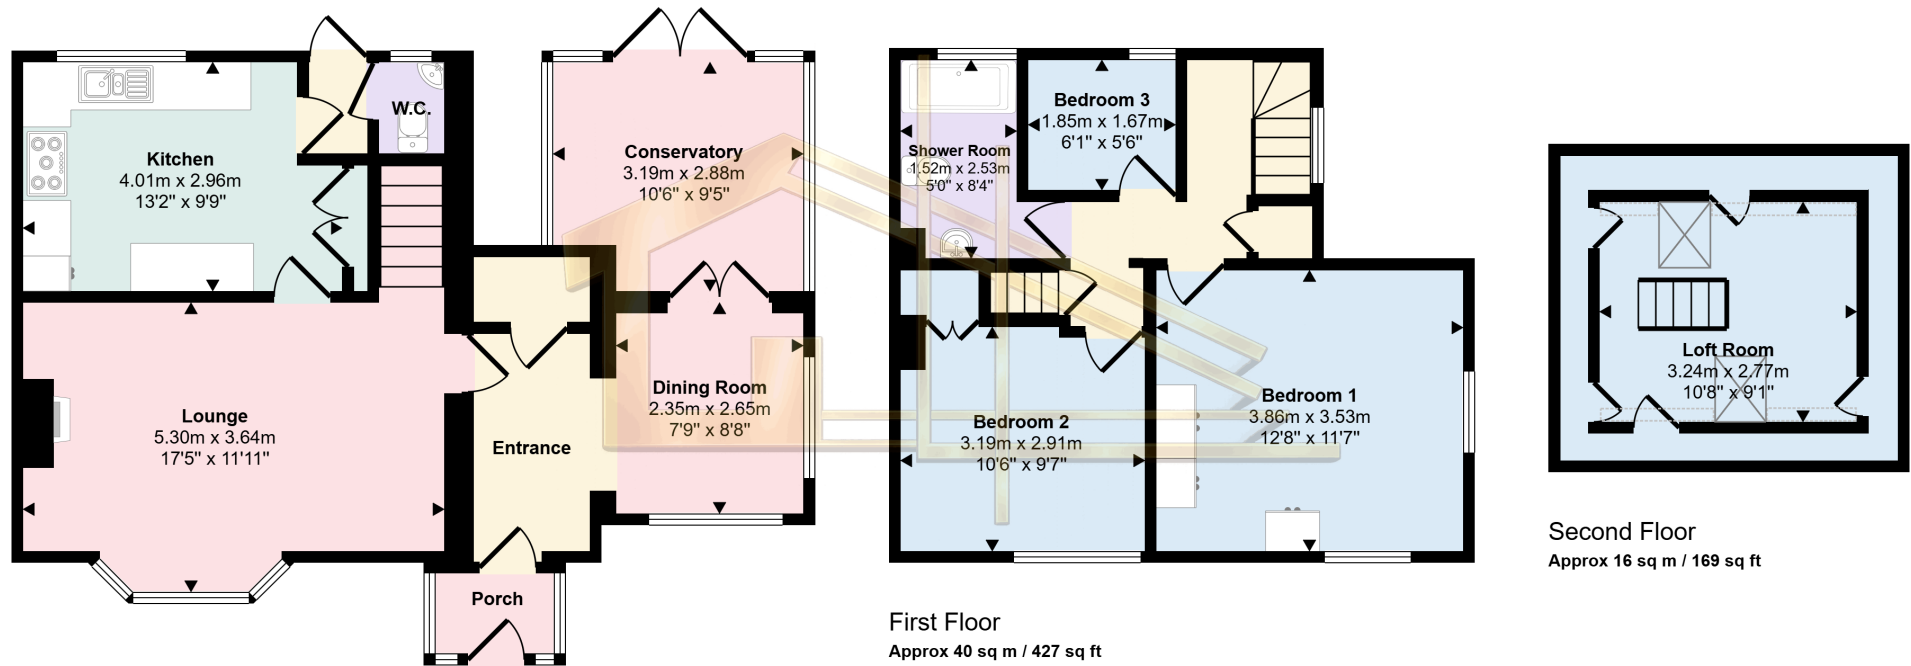 Kitchen
4.01m x 2.96m
13'2" x 9'9"
W.C.
Lounge
5.30m x 3.64m
17'5" x 11'11"
Conservatory
3.19m x 2.88m
10'6" x 9'5"
Dining Room
2.35m x 2.65m
7'9" x 8'8"
Entrance
Porch
Shower Room
1.52m x 2.53m
5'0" x 8'4"
Bedroom 3
1.85m x 1.67m
6'1" x 5'6"
Bedroom 2
3.19m x 2.91m
10'6" x 9'7"
Bedroom 1
3.86m x 3.53m
12'8" x 11'7"
First Floor
Approx 40 sq m / 427 sq ft
Loft Room
3.24m x 2.77m
10'8" x 9'1"
Second Floor
Approx 16 sq m / 169 sq ft